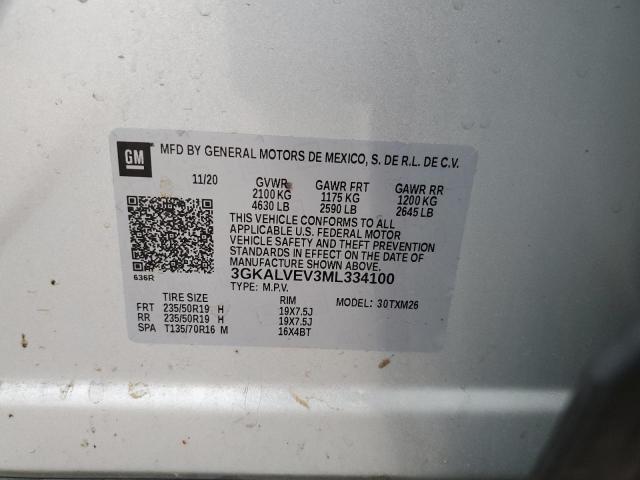 GM
MFD BY GENERAL MOTORS DE MEXICO, S. DE R.L. DE C.V.
11/20 GVWR GAWR FRT GAWR RR
2100 KG 1175 KG 1200 KG
4630 LB 2590 LB 2645 LB
THIS VEHICLE CONFORMS TO ALL
APPLICABLE U.S. FEDERAL MOTOR
VEHICLE SAFETY AND THEFT PREVENTION
STANDARDS IN EFFECT ON THE DATE OF
MANUFACTURE SHOWN ABOVE.
636R
3GKALVEV3ML334100
TYPE: M.P.V.
TIRE SIZE RIM MODEL: 30TXM26
FRT 235/50R19 H 19X7.5J
RR 235/50R19 H 19X7.5J
SPA T135/70R16 M 16X4BT